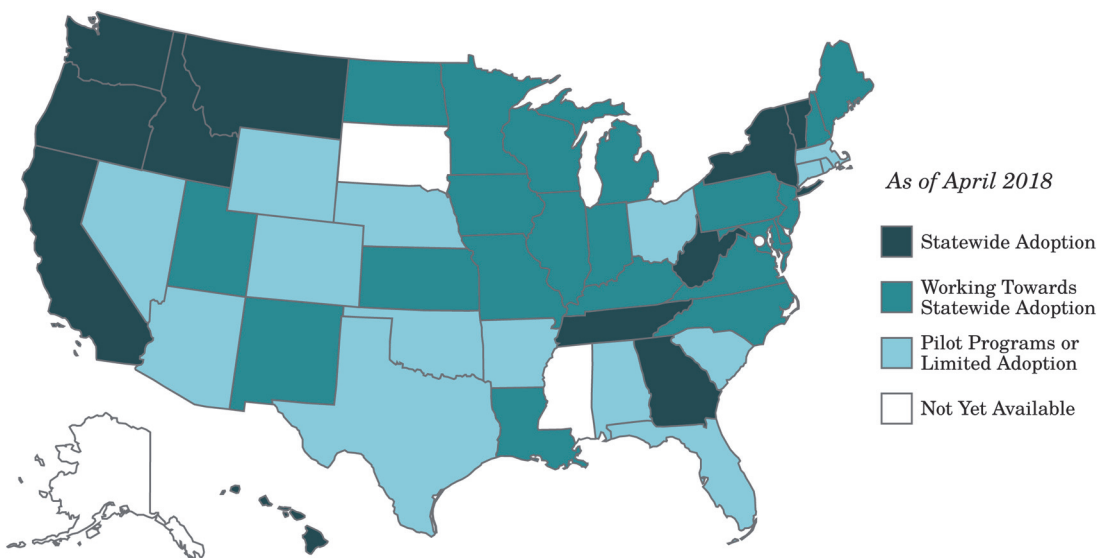 As of April 2018
Statewide Adoption
Working Towards
Statewide Adoption
Pilot Programs or
Limited Adoption
Not Yet Available